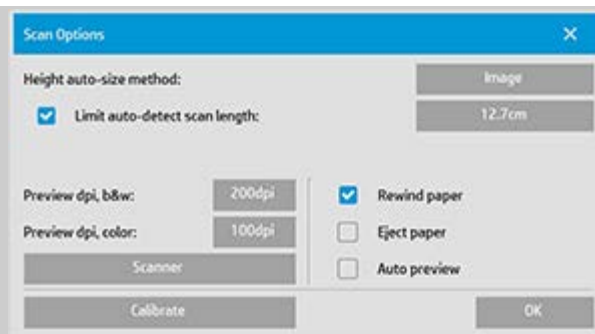 Scan Options
Height auto-size method: Image
Limit auto-detect scan length: 12.7cm
Preview dpi, b&w: 200dpi Rewind paper
Preview dpi, color: 100dpi Eject paper
Scanner Auto preview
Calibrate OK